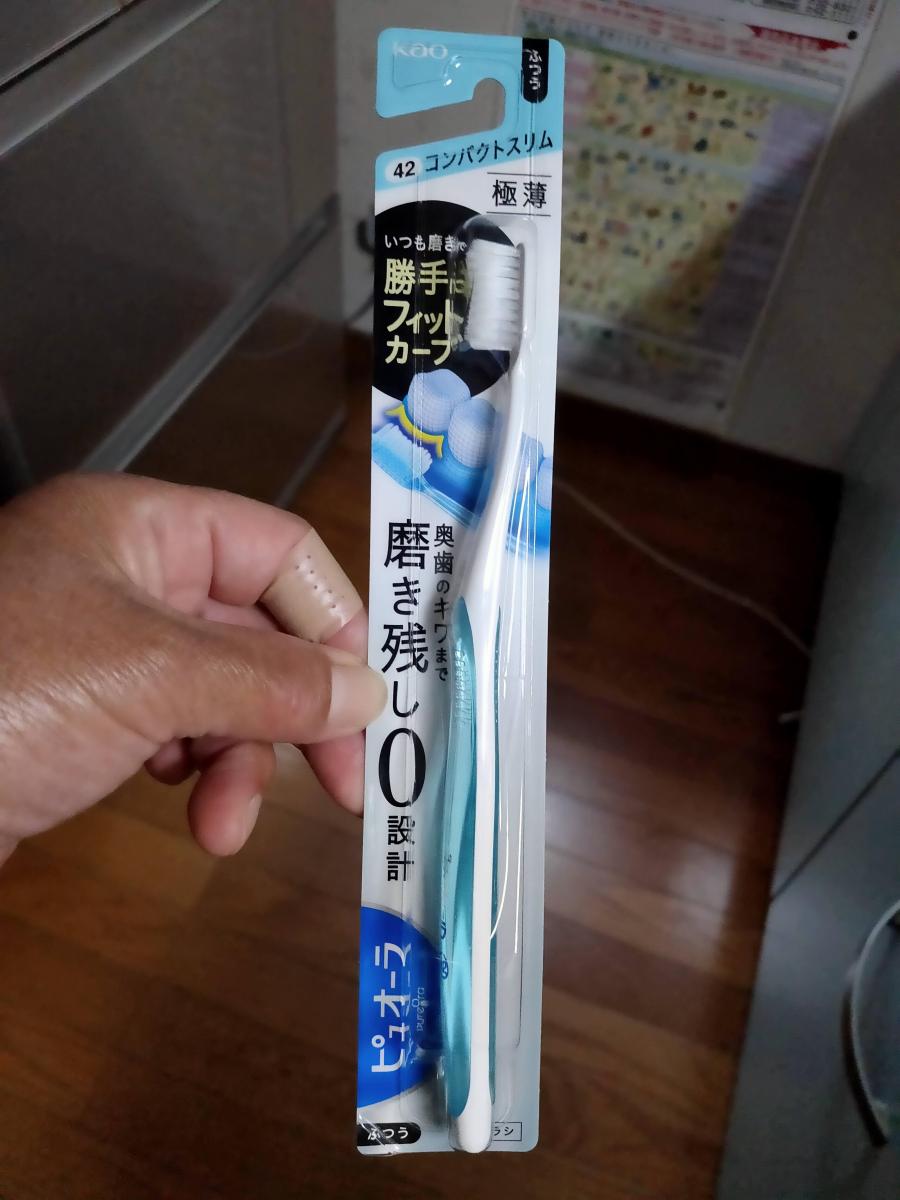 Kao
ふつう
42 コンパクトスリム
極薄
いつも磨きで
勝手に
フィット
カーブ
奥歯のキワまで
磨き残し0設計
ピュオーラ
pureora
ふつう